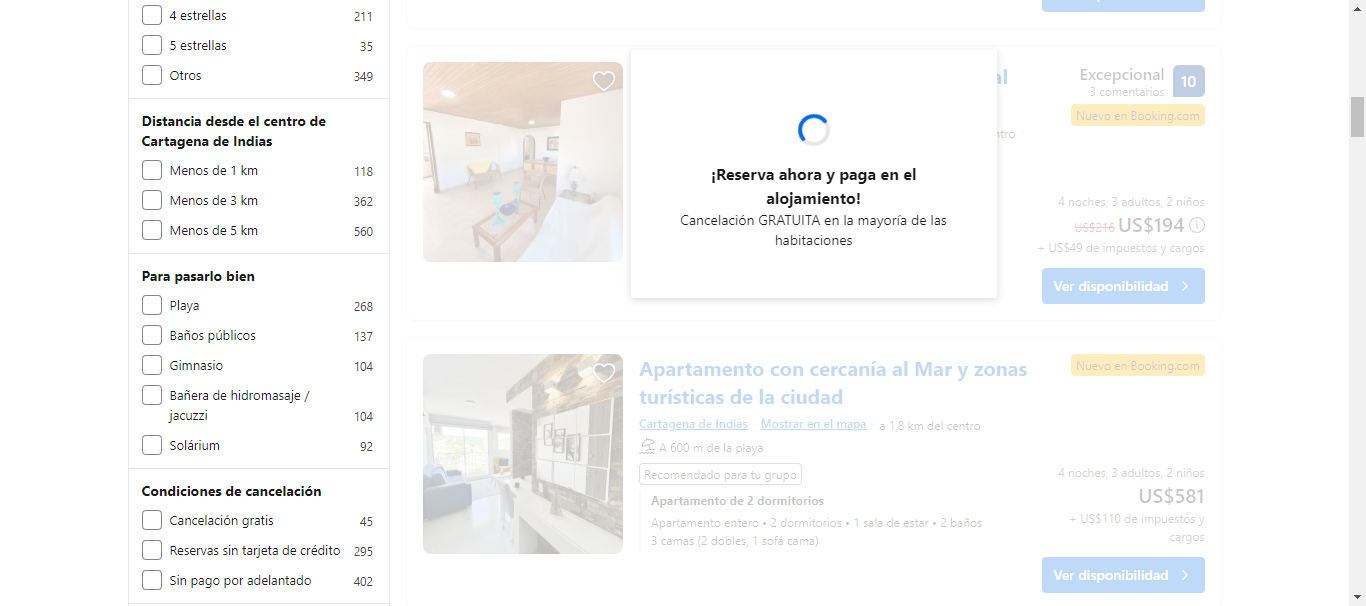 4 estrellas 211
5 estrellas 35
Otros 349
Distancia desde el centro de
Cartagena de Indias
Menos de 1 km 118
Menos de 3 km 362
Menos de 5 km 560
Para pasarlo bien
Playa 268
Baños públicos 137
Gimnasio 104
Bañera de hidromasaje /
jacuzzi 104
Solárium 92
Condiciones de cancelación
Cancelación gratis 45
Reservas sin tarjeta de crédito 295
Sin pago por adelantado 402
¡Reserva ahora y paga en el
alojamiento!
Cancelación GRATUITA en la mayoría de las
habitaciones
Excepcional 10
3 comentarios
Nuevo en Booking.com
4 noches, 3 adultos, 2 niños
US$216 US$194
+ US$49 de impuestos y cargos
Ver disponibilidad
Apartamento con cercanía al Mar y zonas
turísticas de la ciudad
Nuevo en Booking.com
Cartagena de Indias Mostrar en el mapa a 1,8 km del centro
A 600 m de la playa
Recomendado para tu grupo
Apartamento de 2 dormitorios
Apartamento entero • 2 dormitorios • 1 sala de estar • 2 baños
3 camas (2 dobles, 1 sofá cama)
4 noches, 3 adultos, 2 niños
US$581
+ US$110 de impuestos y
cargos
Ver disponibilidad